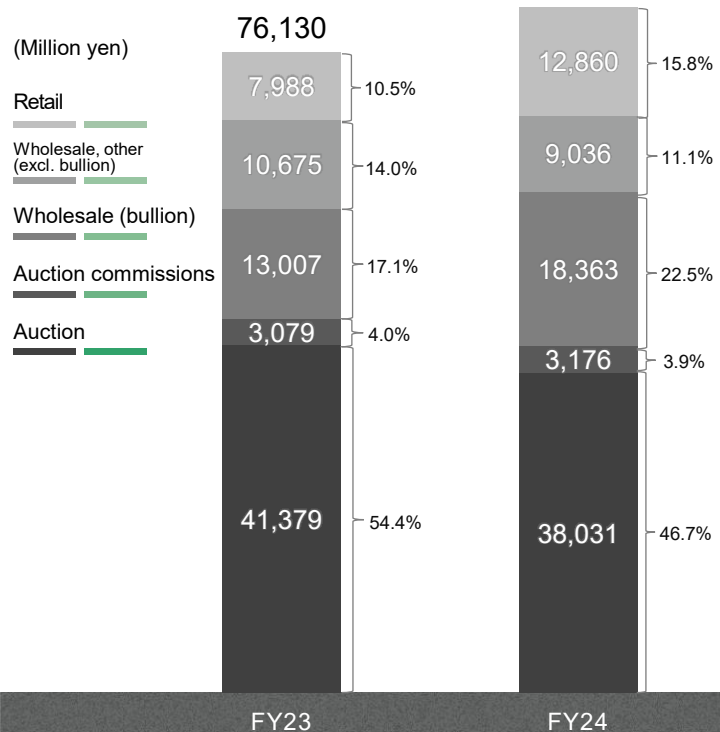 (Million yen)
Retail
Wholesale, other
(excl. bullion)
Wholesale (bullion)
Auction commissions
Auction
76,130
7,988
10.5%
10,675
14.0%
13,007
17.1%
3,079
4.0%
41,379
54.4%
FY23
12,860
15.8%
9,036
11.1%
18,363
22.5%
3,176
3.9%
38,031
46.7%
FY24